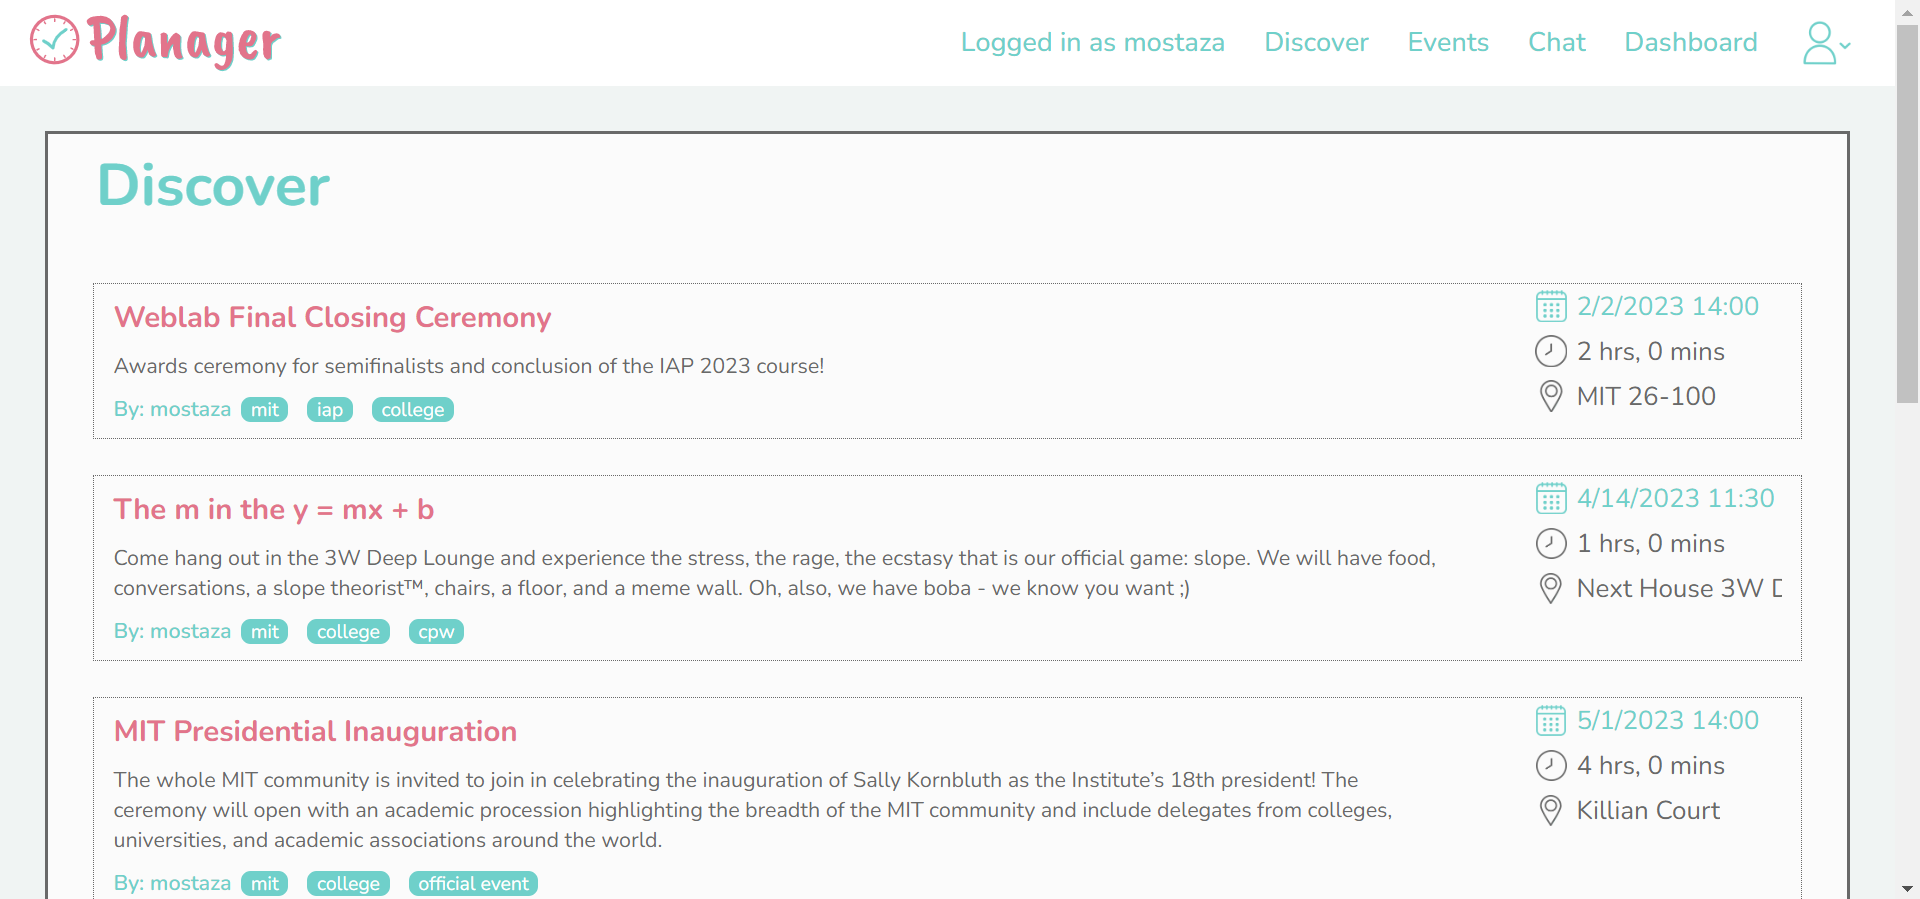 Planager
Logged in as mostaza Discover Events Chat Dashboard
Discover
Weblab Final Closing Ceremony
Awards ceremony for semifinalists and conclusion of the IAP 2023 course!
By: mostaza mit iap college
2/2/2023 14:00
2 hrs, 0 mins
MIT 26-100
The m in the y = mx + b
Come hang out in the 3W Deep Lounge and experience the stress, the rage, the ecstasy that is our official game: slope. We will have food,
conversations, a slope theorist™, chairs, a floor, and a meme wall. Oh, also, we have boba - we know you want ;)
By: mostaza mit college cpw
4/14/2023 11:30
1 hrs, 0 mins
Next House 3W
MIT Presidential Inauguration
The whole MIT community is invited to join in celebrating the inauguration of Sally Kornbluth as the Institute’s 18th president! The
ceremony will open with an academic procession highlighting the breadth of the MIT community and include delegates from colleges,
universities, and academic associations around the world.
By: mostaza mit college official event
5/1/2023 14:00
4 hrs, 0 mins
Killian Court